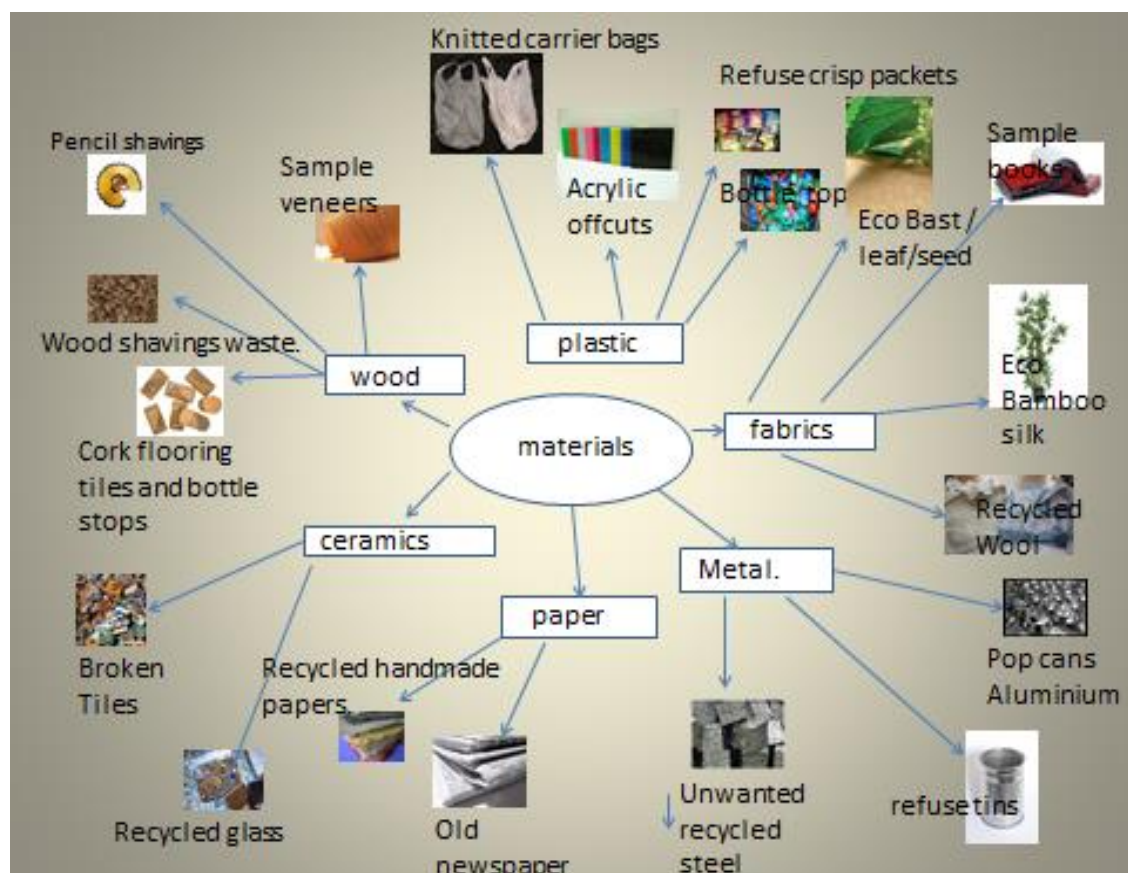 Knitted carrier bags
Refuse crisp packets
Pencil shavings
Sample
veneers
Acrylic
offcuts
Bottle top
Eco Bast /
leaf/seed
Sample
books
Wood shavings waste.
plastic
wood
Eco
Bamboo
silk
fabrics
materials
Cork flooring
tiles and bottle
stops
ceramics
Recycled
Wool
Metal.
paper
Broken
Tiles
Recycled handmade
papers.
Pop cans
Aluminium
Unwanted
recycled
steel
refuse tins
Recycled glass
Old
newspaper